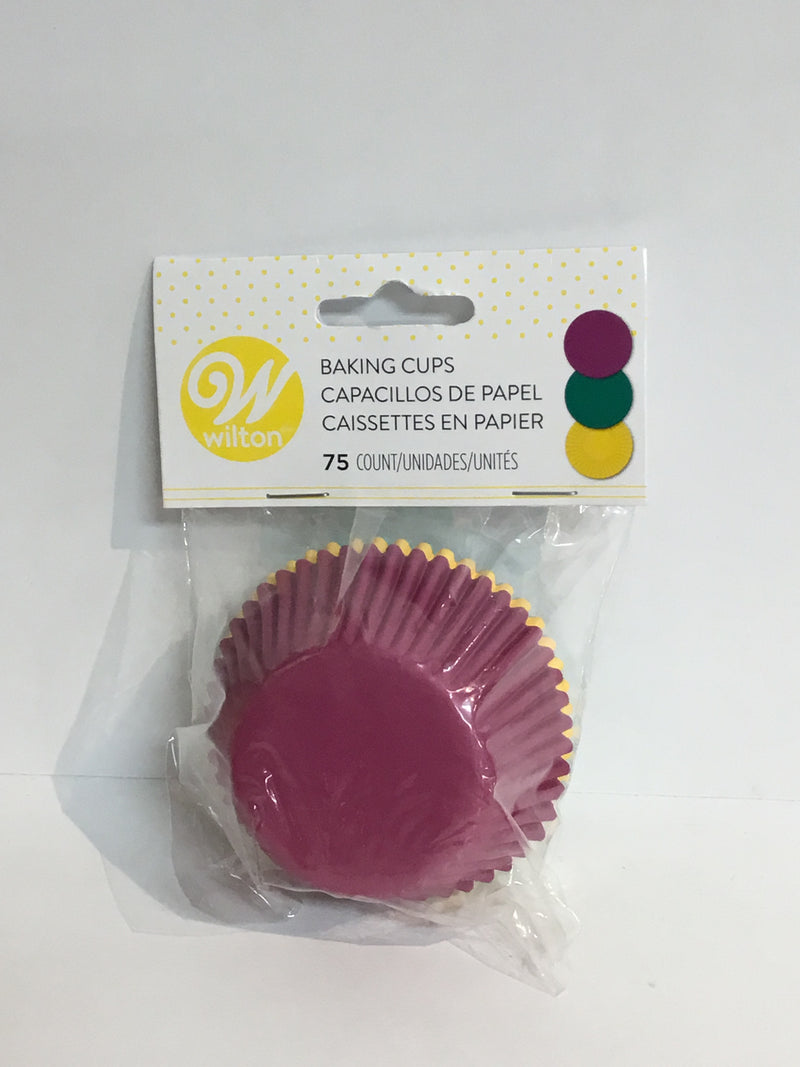 W
wilton
BAKING CUPS
CAPACILLOS DE PAPEL
CAISSETTES EN PAPIER
75 COUNT/UNIDADES/UNITÉS